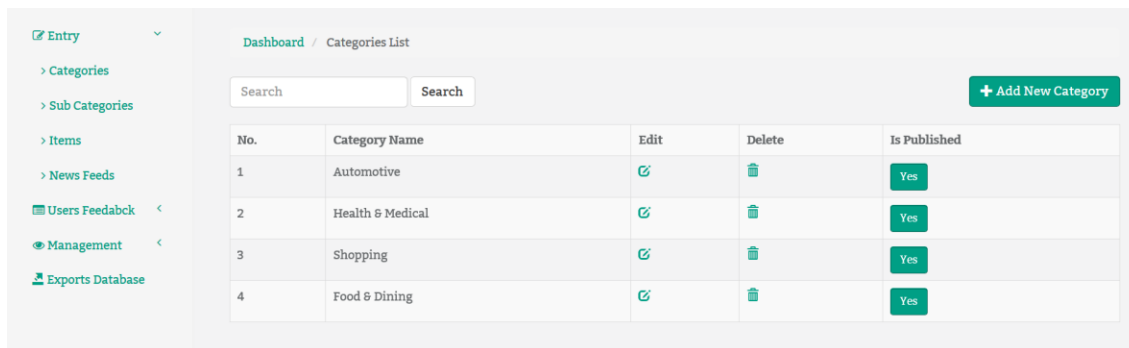 Entry
> Categories
> Sub Categories
> Items
> News Feeds
Users Feedabck
Management
Exports Database
Dashboard / Categories List
Search Search
+ Add New Category
No. Category Name Edit Delete Is Published
1 Automotive Yes
2 Health & Medical Yes
3 Shopping Yes
4 Food & Dining Yes